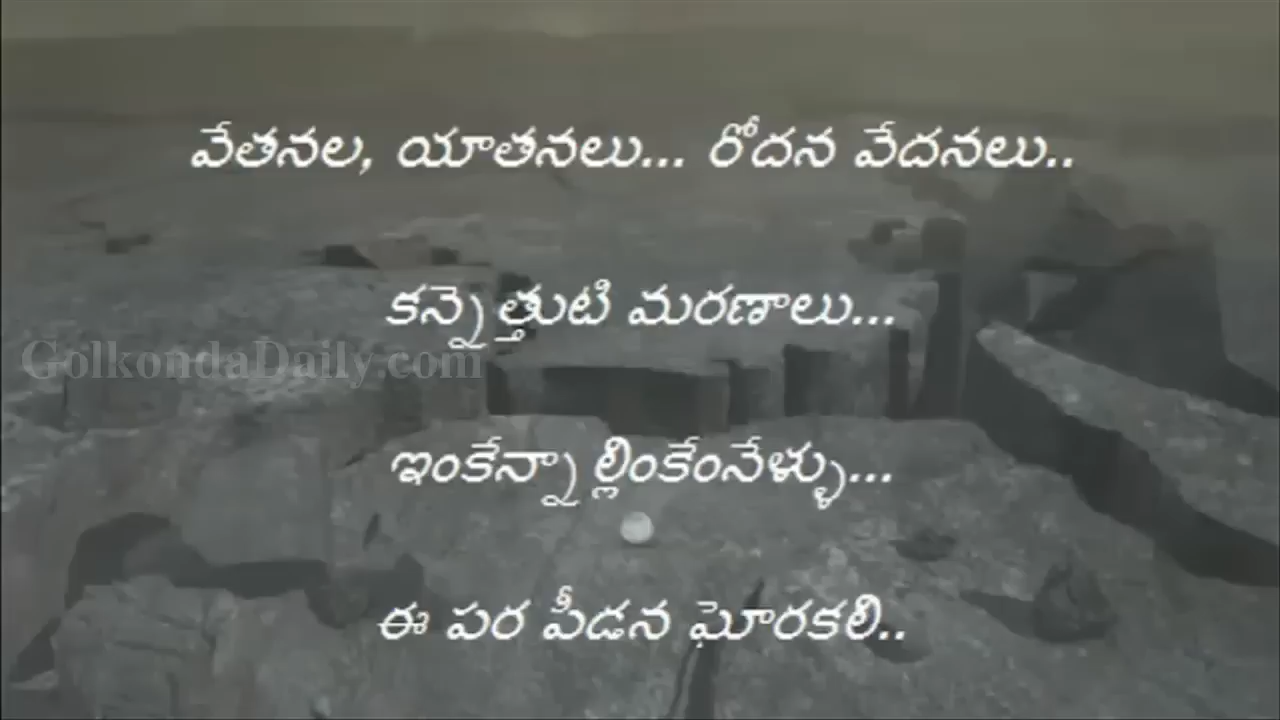 వేతనల, యాతనలు... రోదన వేదనలు..
కన్నెత్తుటి మరణాలు...
GolkondaDaily.com
ఇంకేన్నాల్లింకేంనేళ్ళు...
ఈ పర పీడన ఘోరకలి..